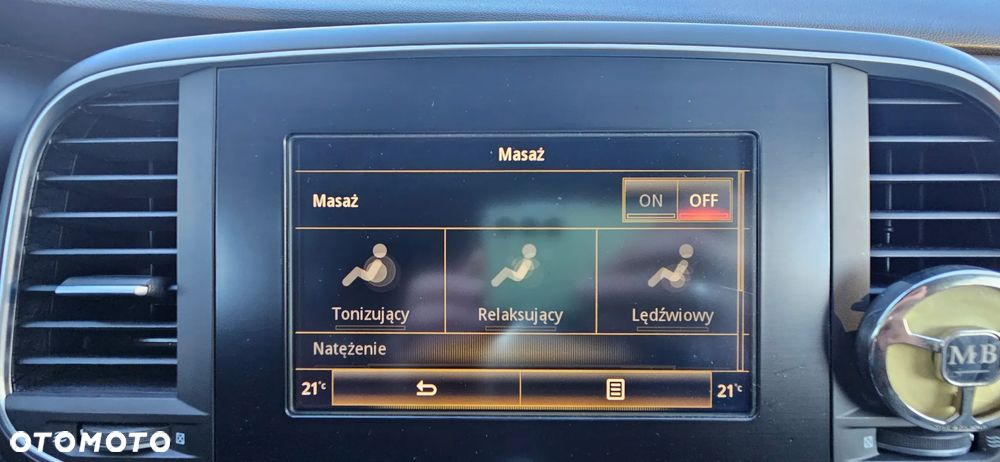 Masaż
Masaż ON OFF
Tonizujący Relaksujący Lędźwiowy
Natężenie
21°C 21°C
MB
OTOMOTO